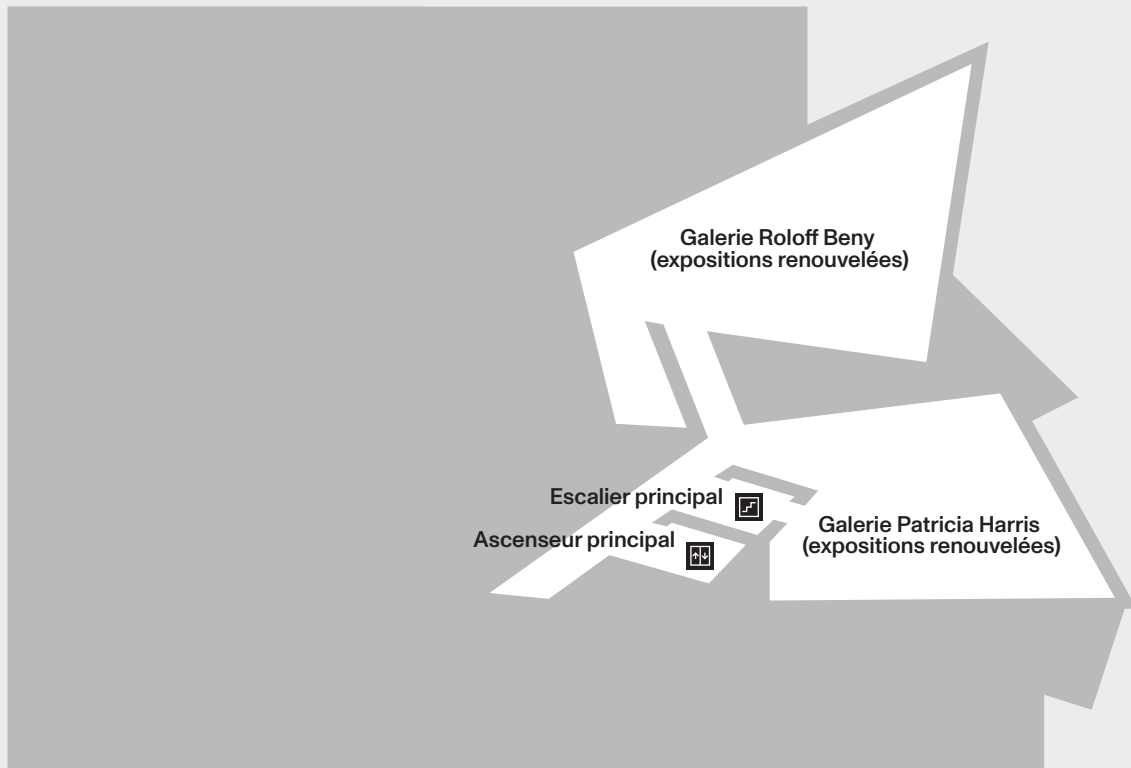 Galerie Roloff Beny
(expositions renouvelées)
Escalier principal
Ascenseur principal
Galerie Patricia Harris
(expositions renouvelées)